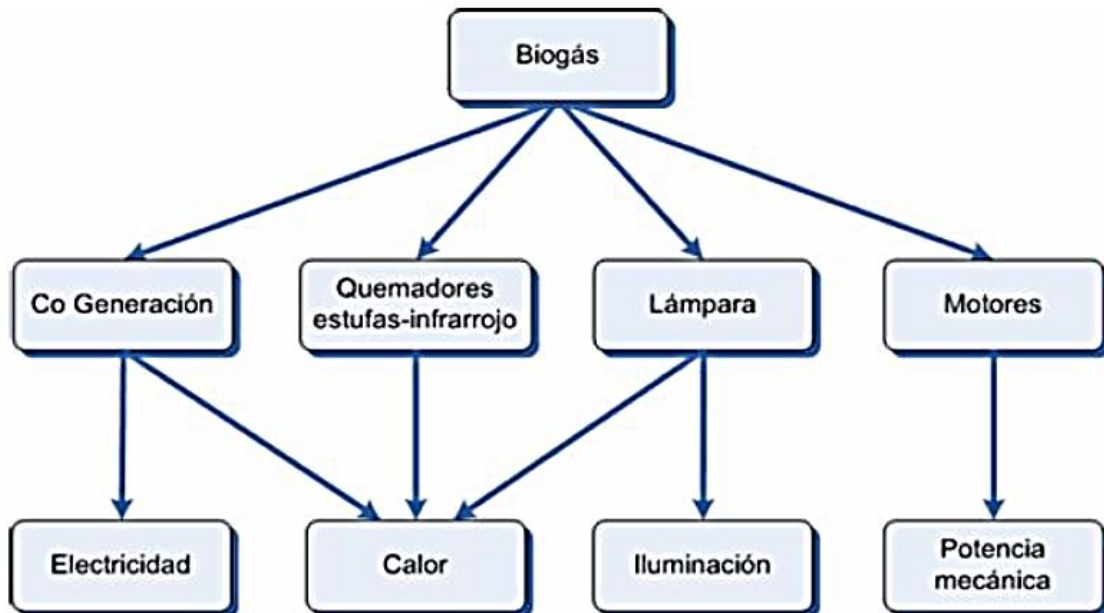 Biogás
Co Generación
Quemadores
estufas-infrarrojo
Lámpara
Motores
Electricidad
Calor
Iluminación
Potencia
mecánica